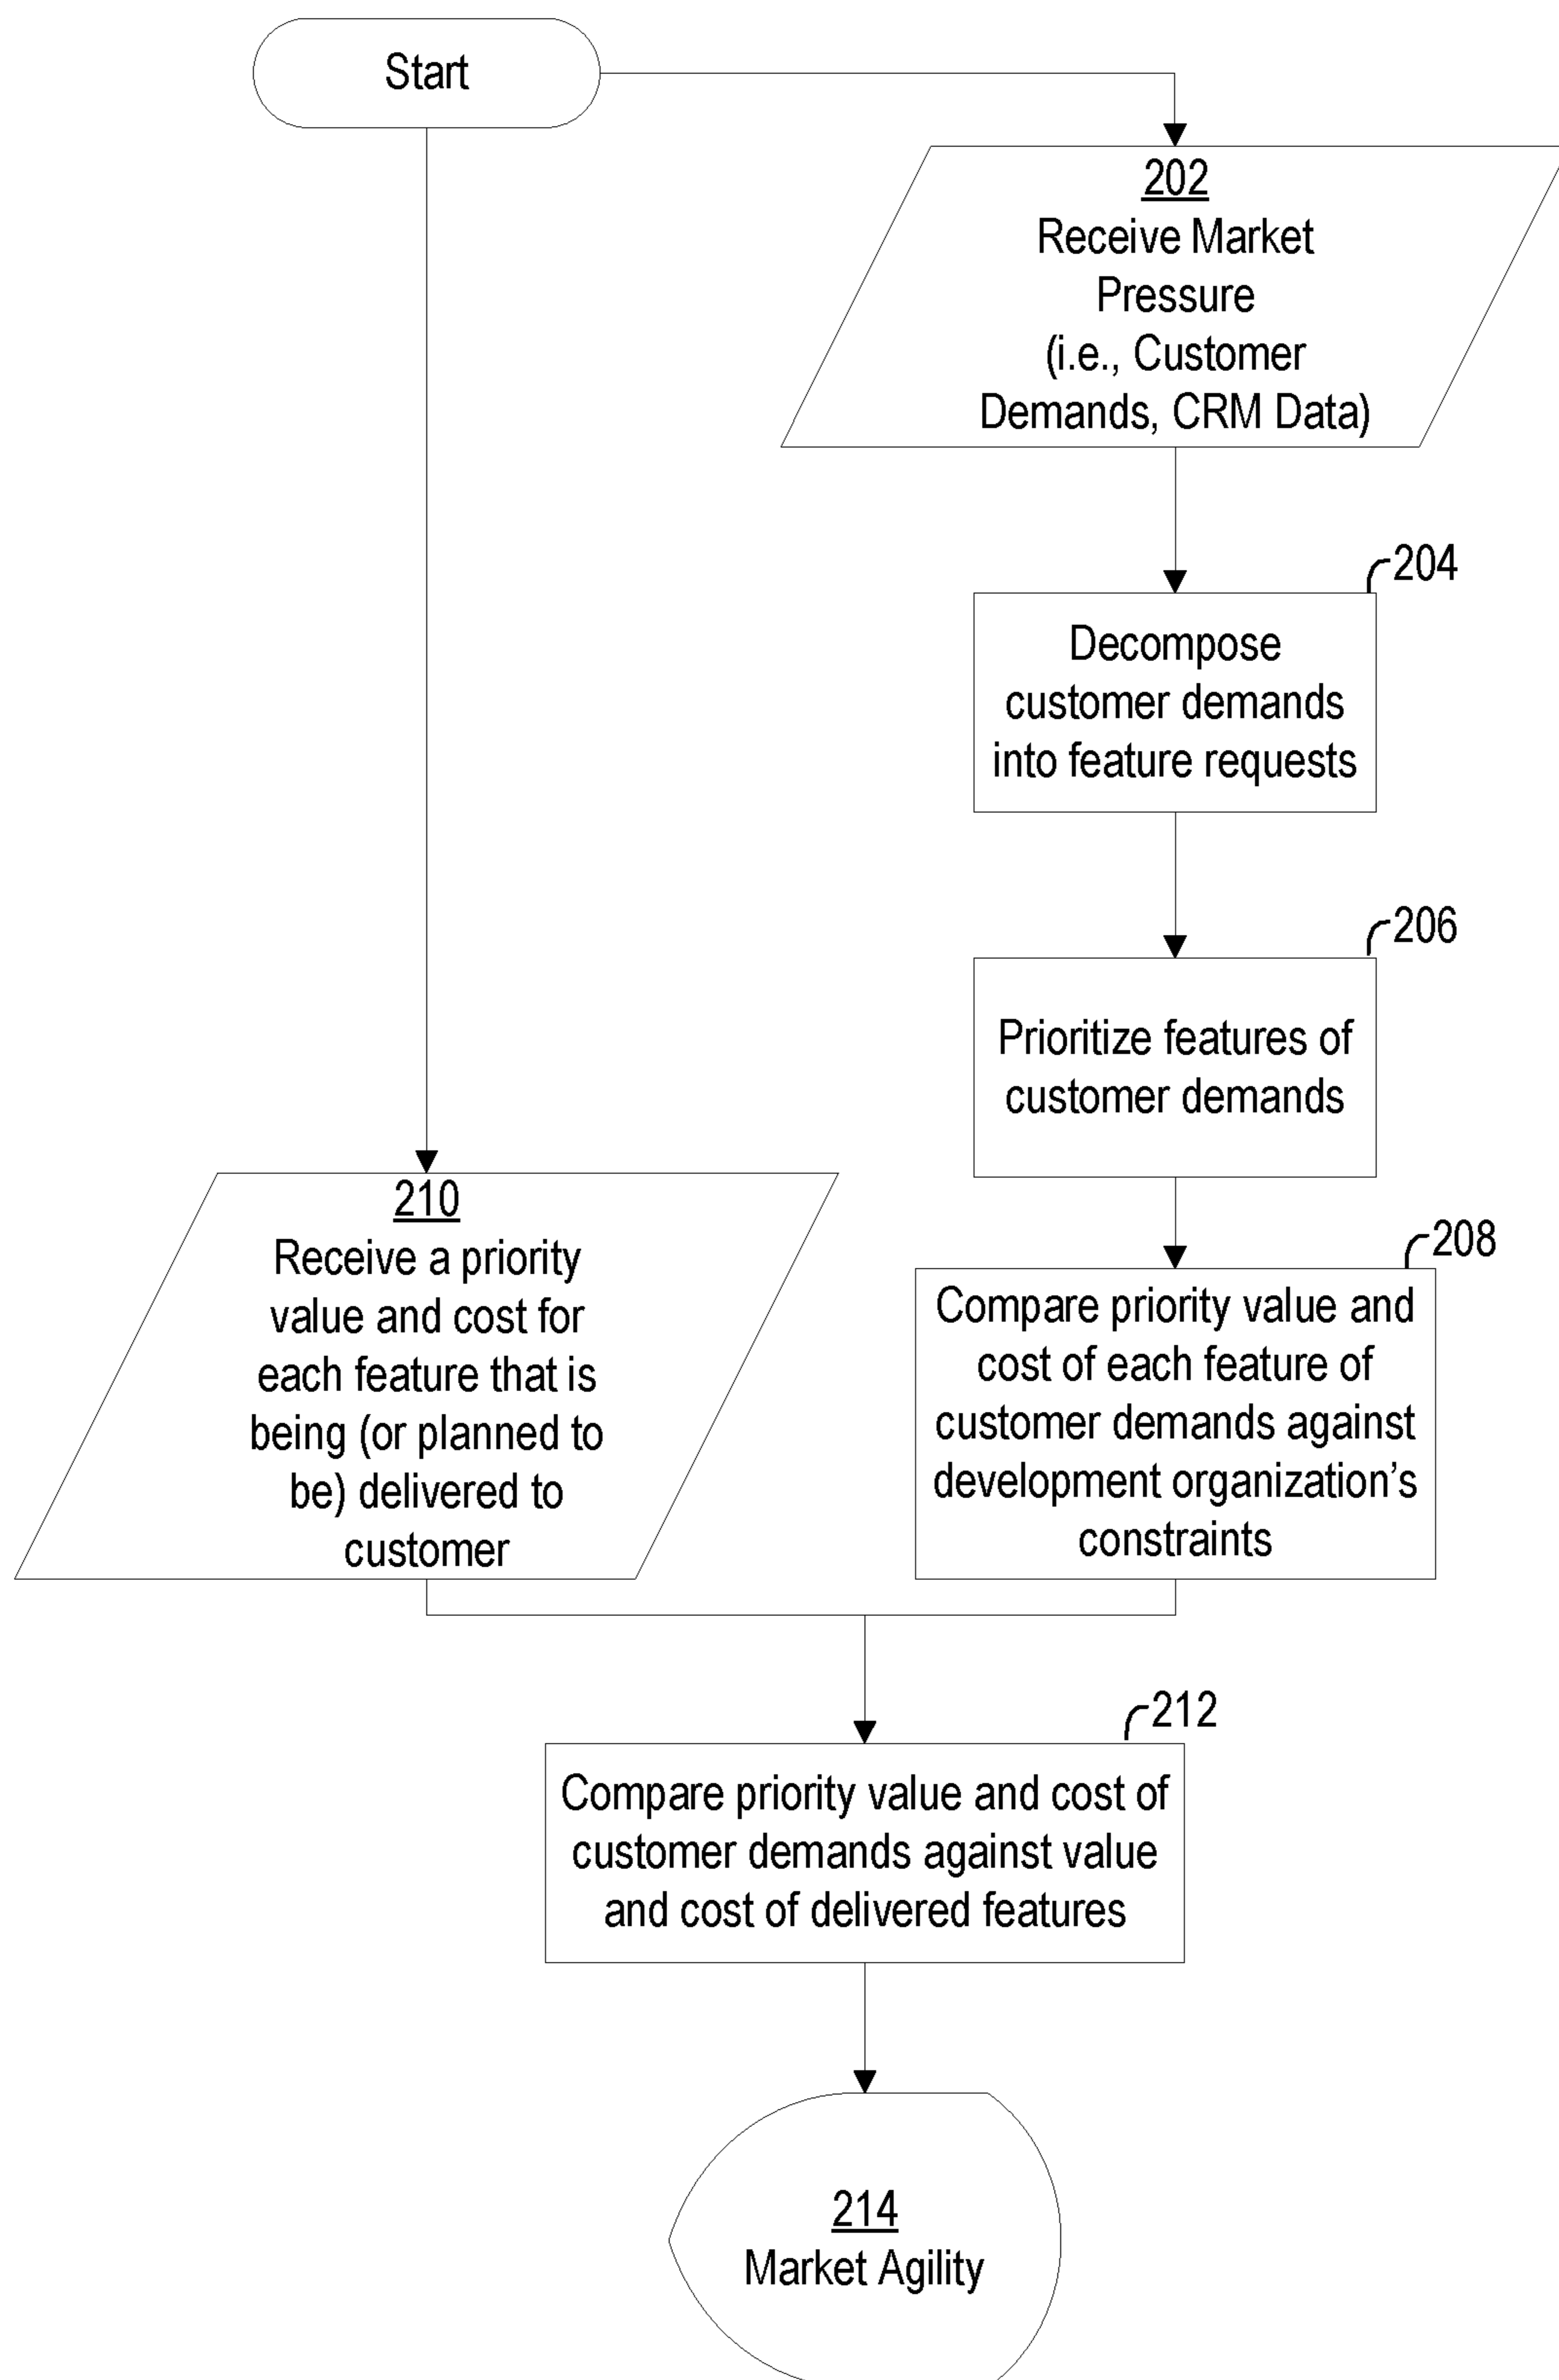 Start
202
Receive Market
Pressure
(i.e., Customer
Demands, CRM Data)
204
Decompose
customer demands
into feature requests
206
Prioritize features of
customer demands
210
Receive a priority
value and cost for
each feature that is
being (or planned to
be) delivered to
customer
208
Compare priority value and
cost of each feature of
customer demands against
development organization’s
constraints
212
Compare priority value and cost of
customer demands against value
and cost of delivered features
214
Market Agility